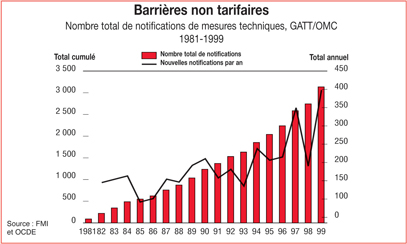 Barrières non tarifaires
Nombre total de notifications de mesures techniques, GATT/OMC
1981-1999
Total cumulé
Nombre total de notifications
Nouvelles notifications par an
Total annuel
3 500
3 000
2 500
2 000
1 500
1 000
500
0
450
400
350
300
250
200
150
100
50
0
1981 82 83 84 85 86 87 88 89 90 91 92 93 94 95 96 97 98 99
Source : FMI
et OCDE